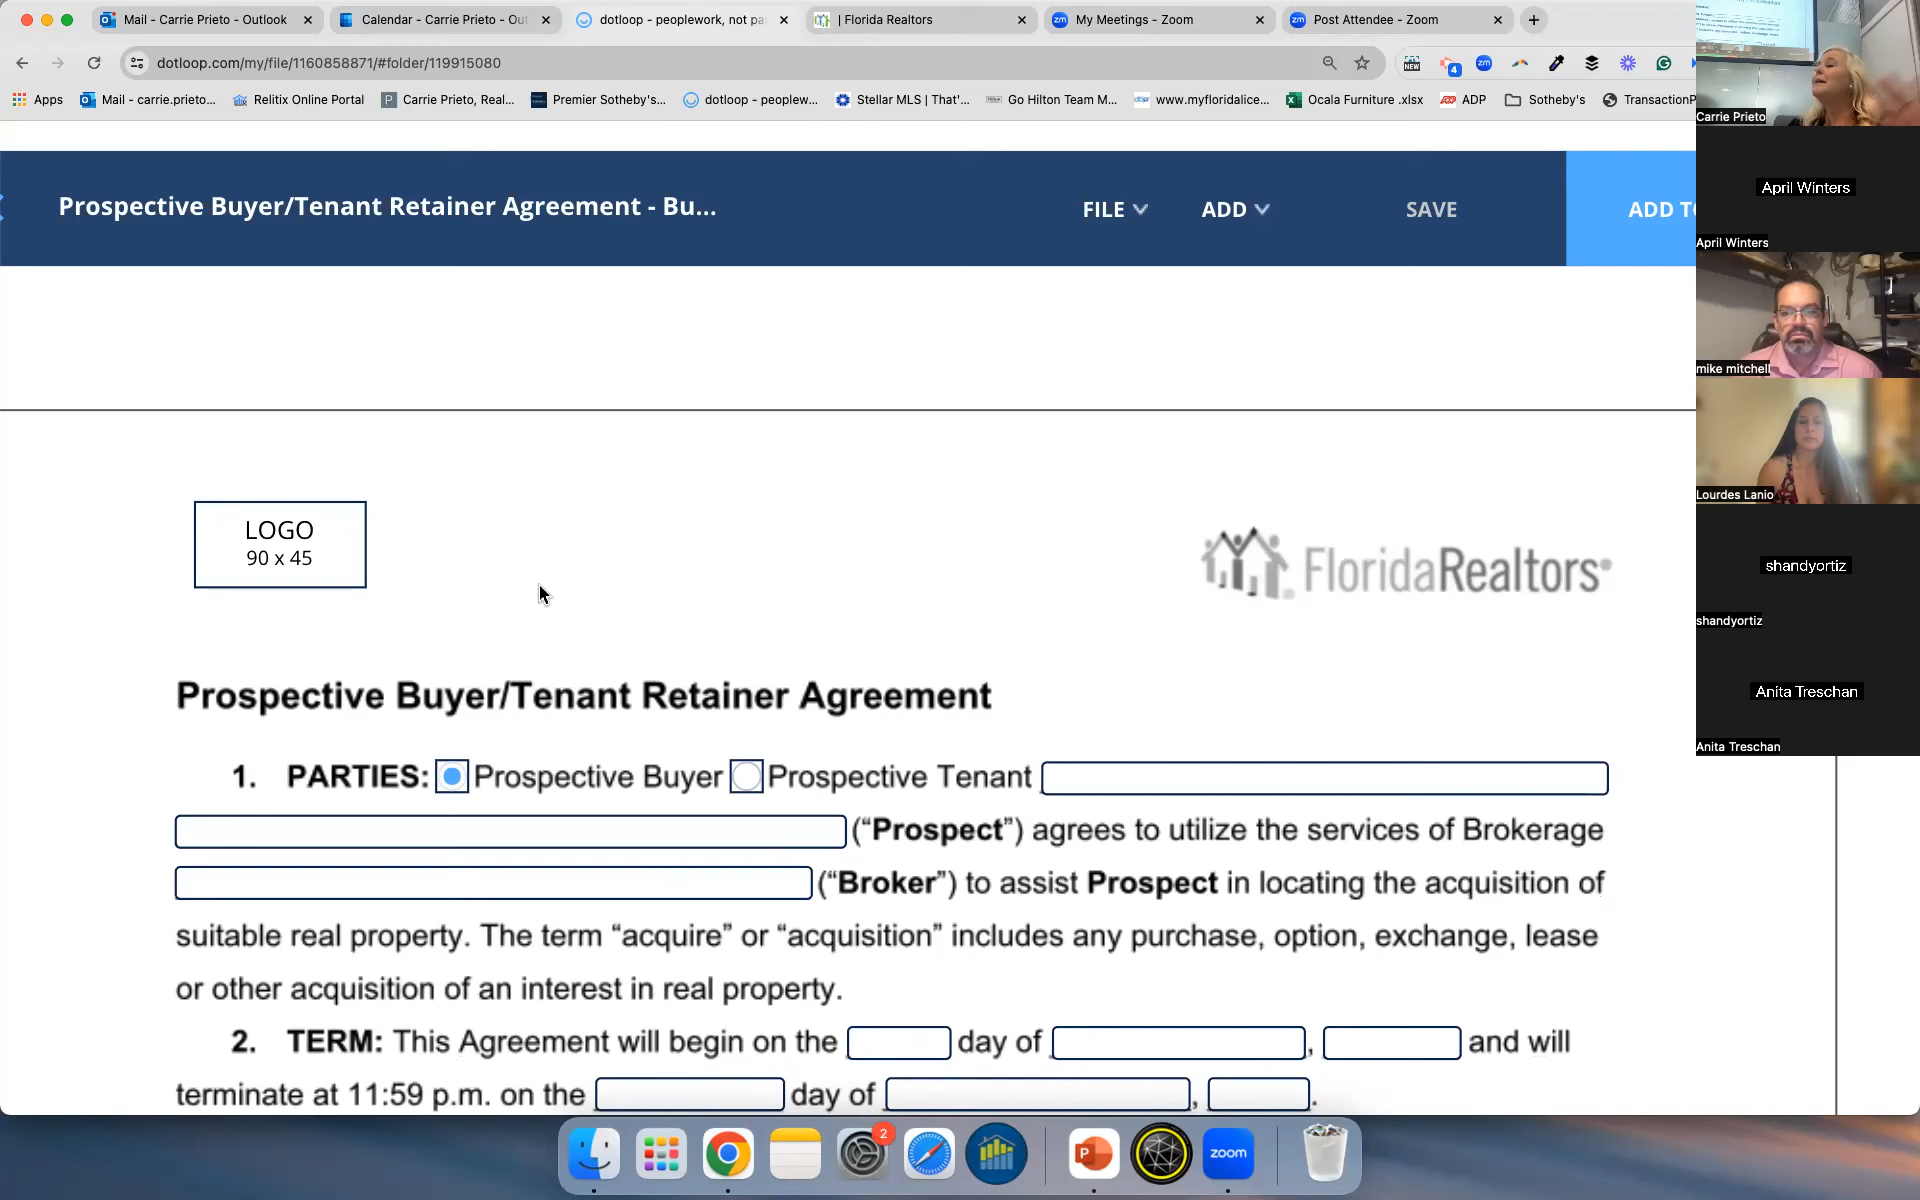 Mail - Carrie Prieto - Outlook
Calendar - Carrie Prieto - Ou
dotloop - peoplework, not pa
| Florida Realtors
My Meetings - Zoom
Post Attendee - Zoom
dotloop.com/my/file/1160858871/#folder/119915080
NEW
4
zm
Apps
Mail - carrie.prieto...
Relitix Online Portal
Carrie Prieto, Real...
Premier Sotheby's...
dotloop - peoplew...
Stellar MLS | That'...
Go Hilton Team M...
www.myfloridalice...
Ocala Furniture .xlsx
ADP
Sotheby's
TransactionP
Prospective Buyer/Tenant Retainer Agreement - Bu...
FILE
ADD
SAVE
ADD TO
Carrie Prieto
April Winters
April Winters
mike mitchell
Lourdes Lanio
shandyortiz
shandyortiz
Anita Treschan
Anita Treschan
LOGO
90 x 45
FloridaRealtors®
Prospective Buyer/Tenant Retainer Agreement
1. PARTIES: Prospective Buyer Prospective Tenant
(“Prospect”) agrees to utilize the services of Brokerage
(“Broker”) to assist Prospect in locating the acquisition of
suitable real property. The term “acquire” or “acquisition” includes any purchase, option, exchange, lease
or other acquisition of an interest in real property.
2. TERM: This Agreement will begin on the day of , and will
terminate at 11:59 p.m. on the day of , .
2
P
zoom